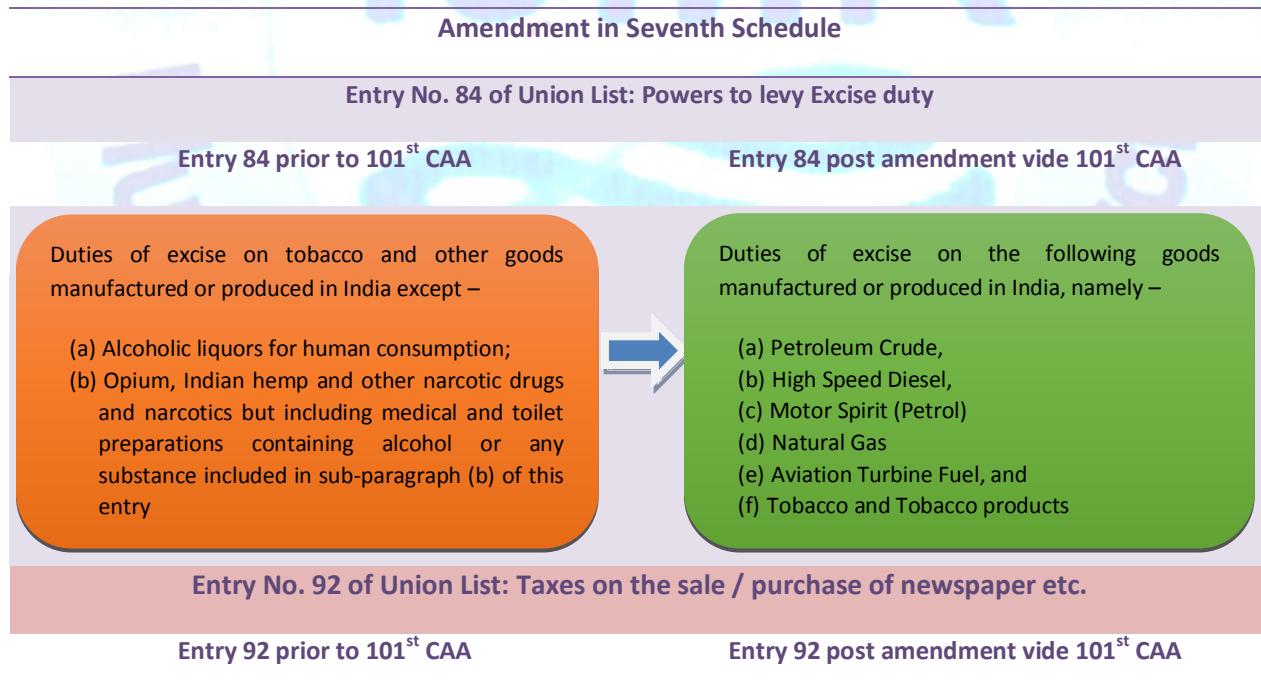 Amendment in Seventh Schedule
Entry No. 84 of Union List: Powers to levy Excise duty
Entry 84 prior to 101st CAA
Entry 84 post amendment vide 101st CAA
Duties of excise on tobacco and other goods
manufactured or produced in India except –
(a) Alcoholic liquors for human consumption;
(b) Opium, Indian hemp and other narcotic drugs
and narcotics but including medical and toilet
preparations containing alcohol or any
substance included in sub-paragraph (b) of this
entry
Duties of excise on the following goods
manufactured or produced in India, namely –
(a) Petroleum Crude,
(b) High Speed Diesel,
(c) Motor Spirit (Petrol)
(d) Natural Gas
(e) Aviation Turbine Fuel, and
(f) Tobacco and Tobacco products
Entry No. 92 of Union List: Taxes on the sale / purchase of newspaper etc.
Entry 92 prior to 101st CAA
Entry 92 post amendment vide 101st CAA